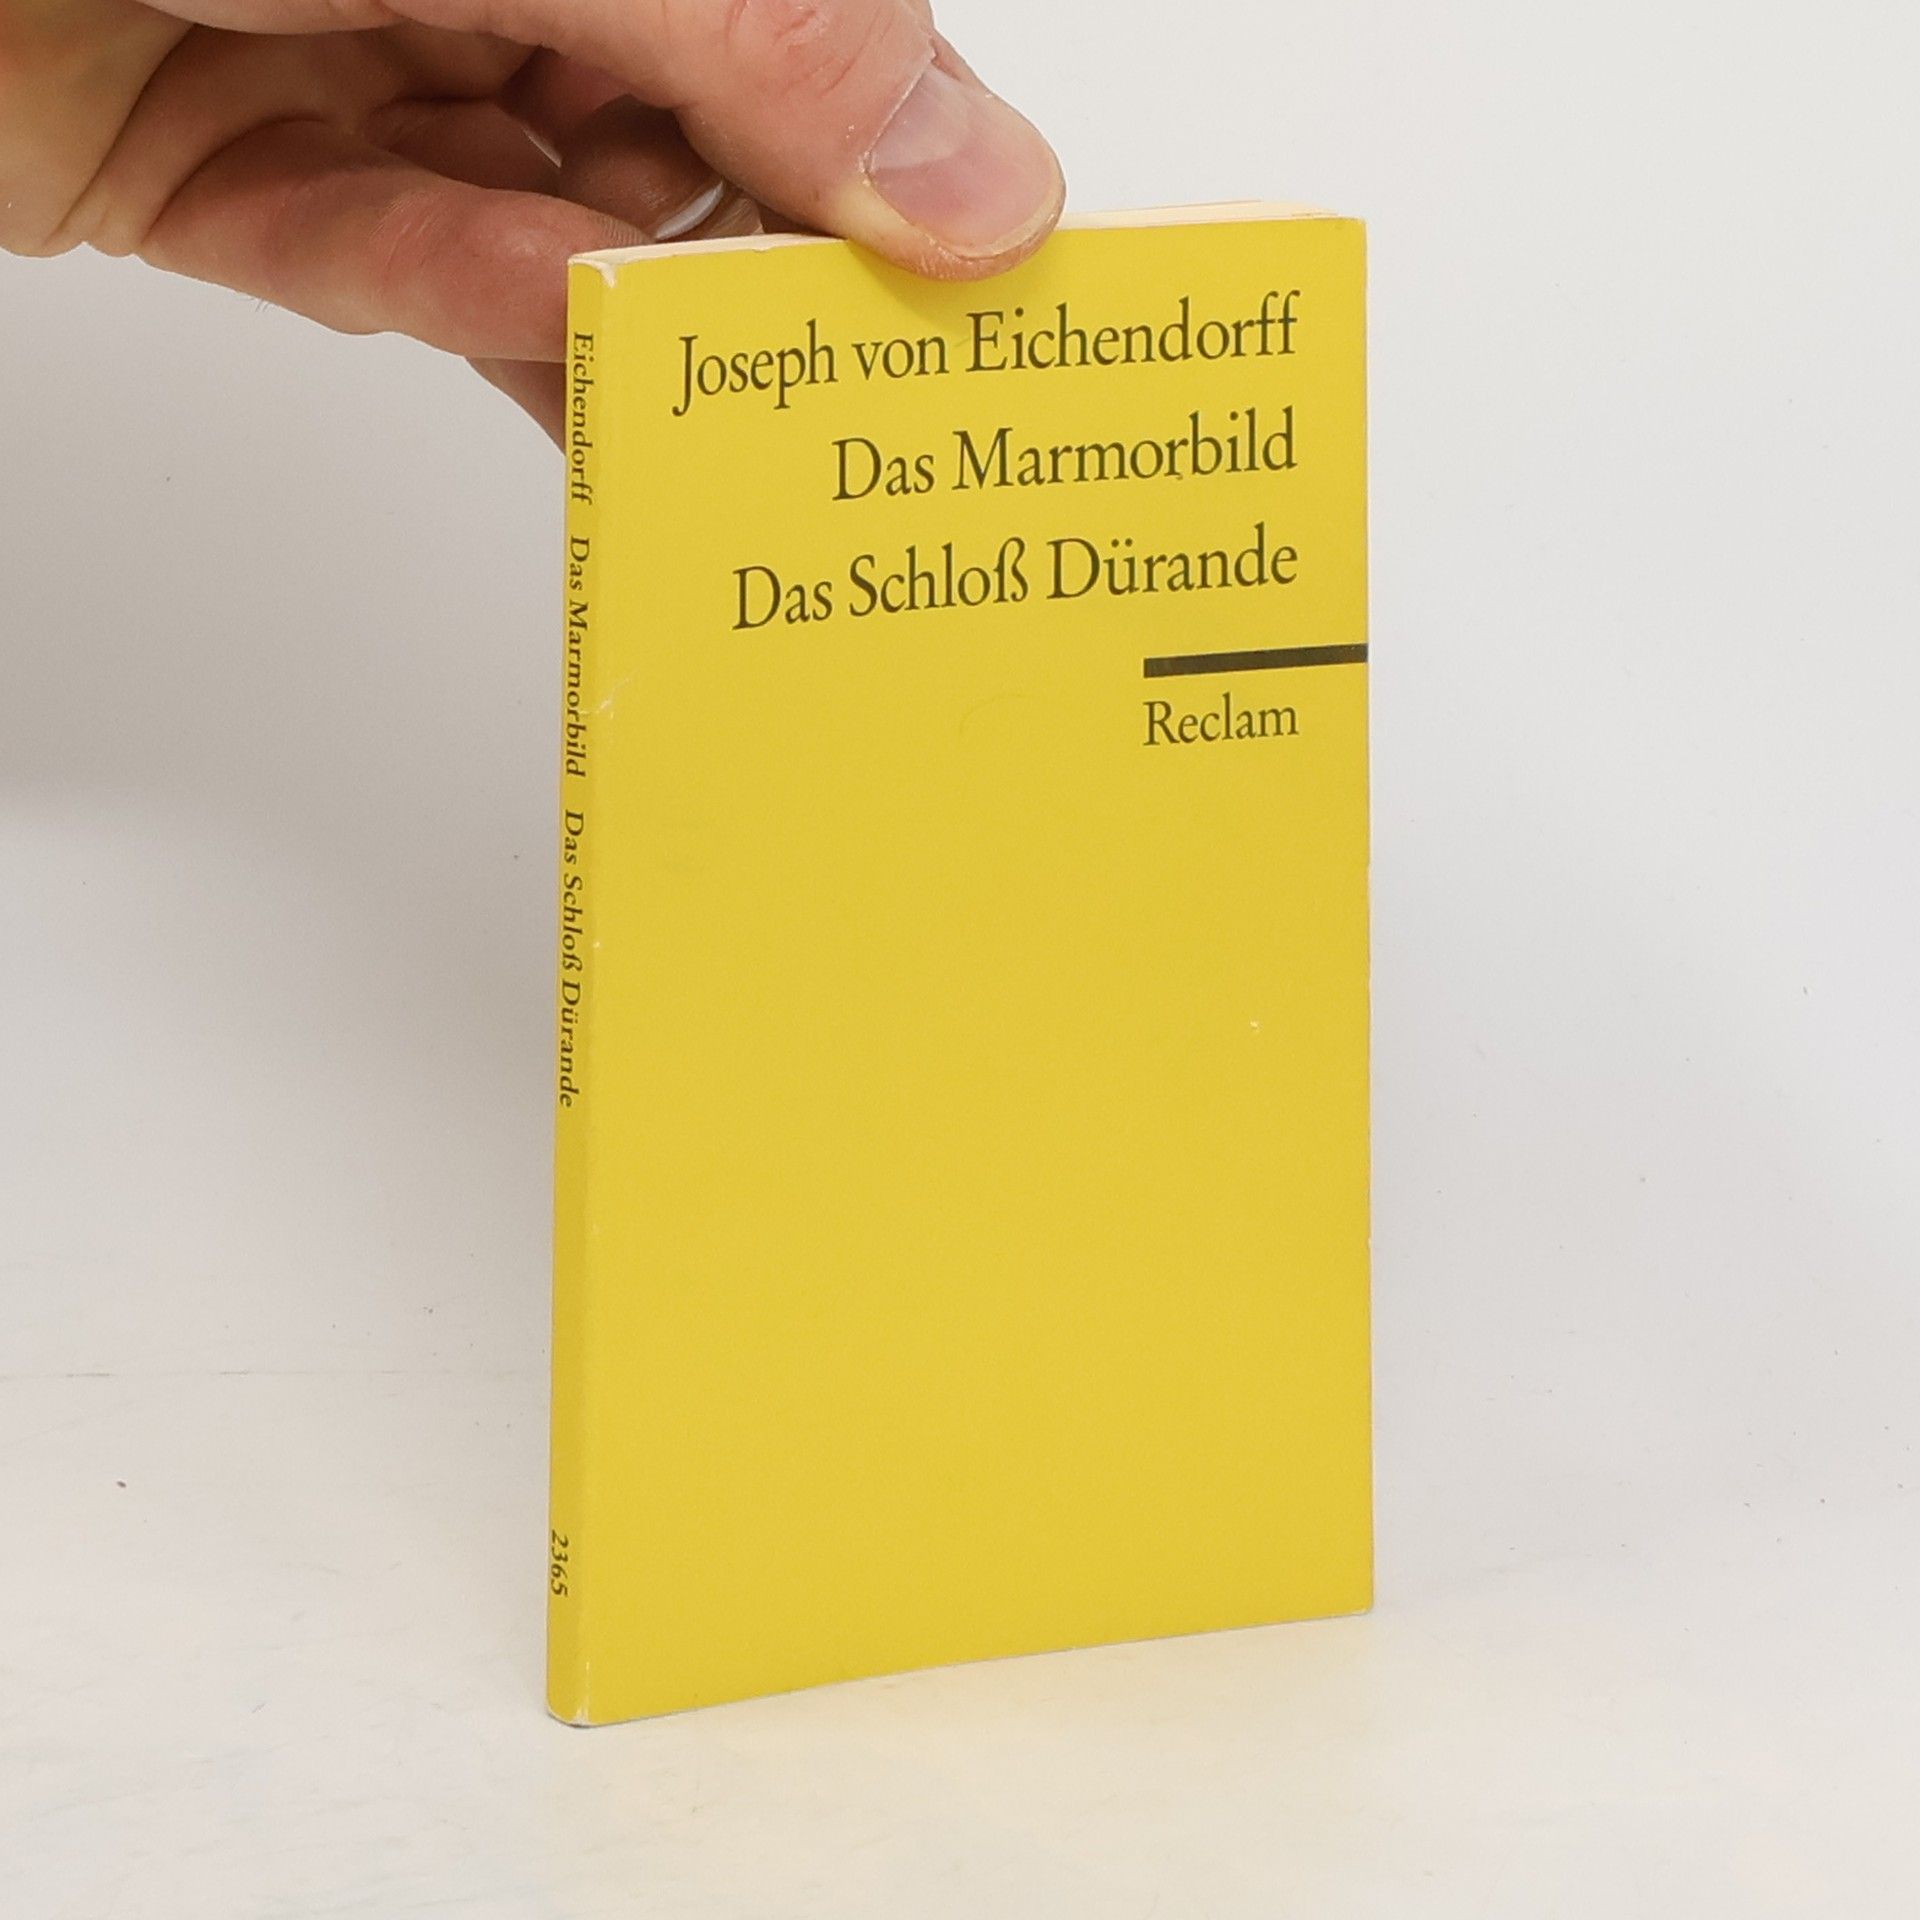 Joseph von Eichendorff
Das Marmorbild
Das Schloß Dürande
Reclam
Eichendorff Das Marmorbild Das Schloß Dürande
2365